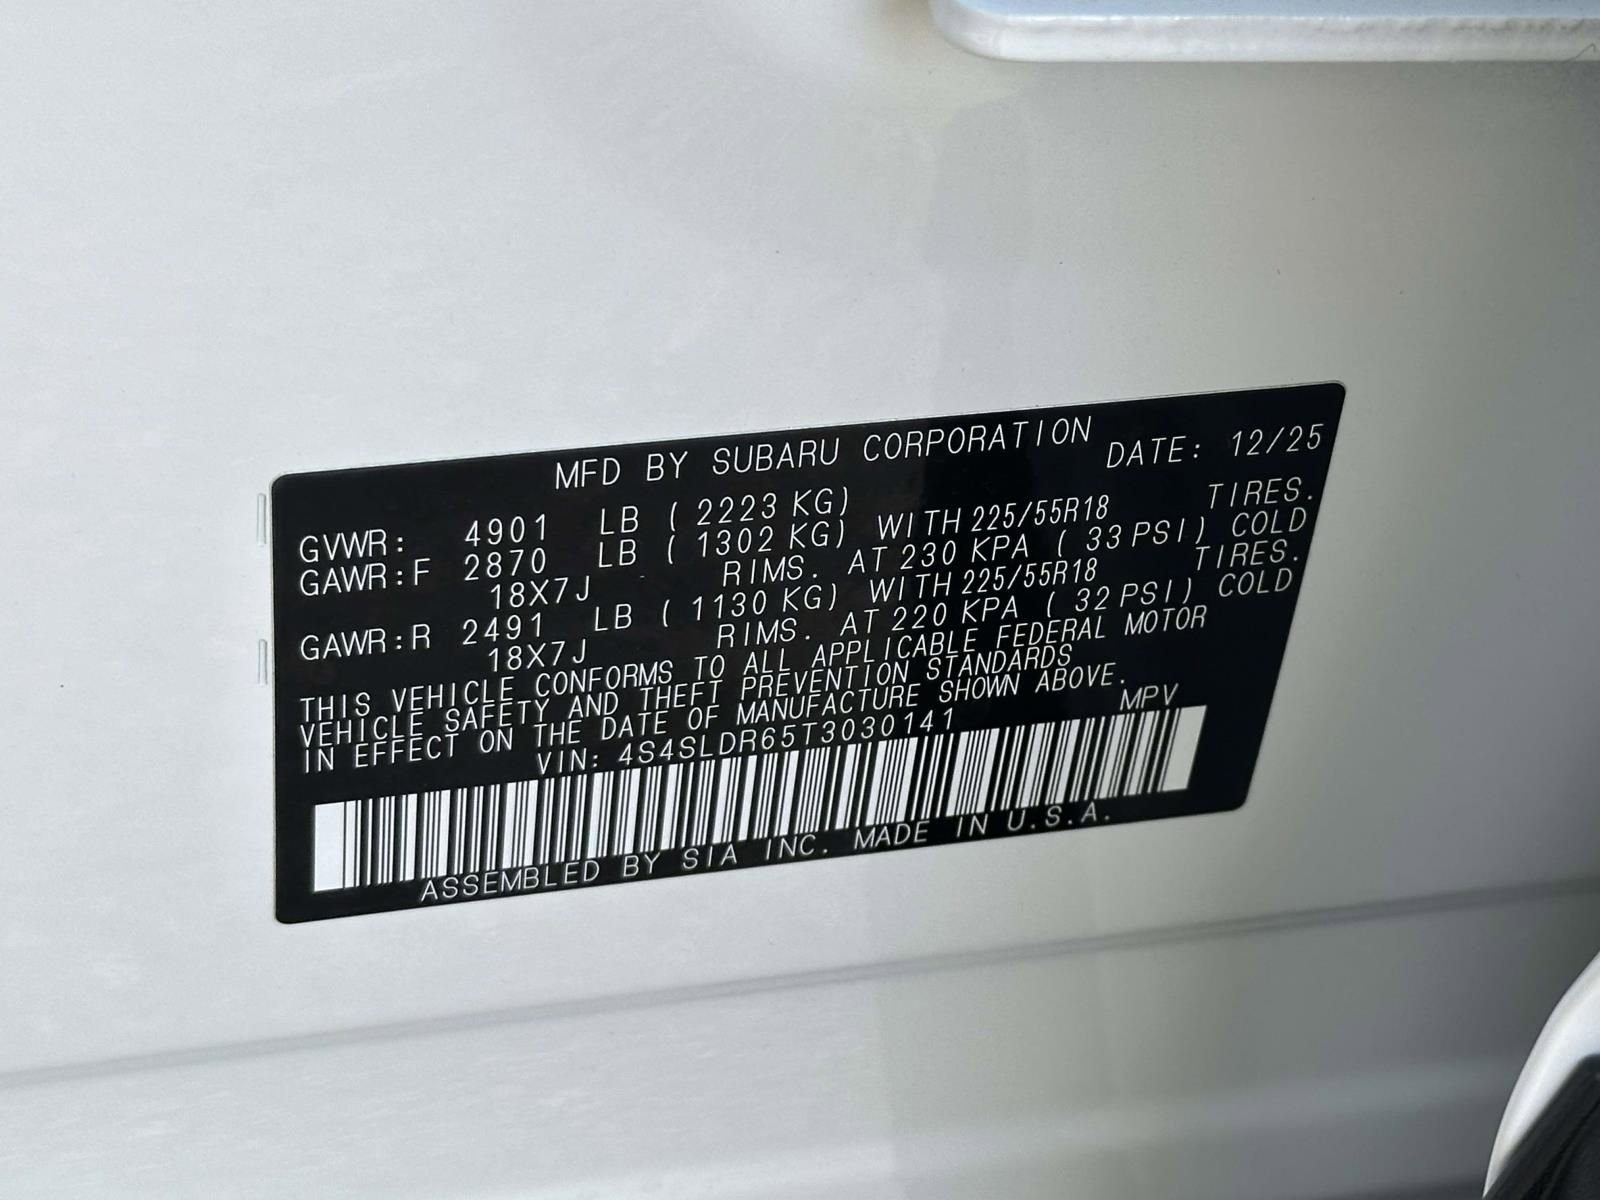 MFD BY SUBARU CORPORATION DATE: 12/25
GVWR: 4901 LB ( 2223 KG)
GAWR:F 2870 LB ( 1302 KG) WITH 225/55R18 TIRES.
18X7J RIMS. AT 230 KPA ( 33 PSI) COLD
GAWR:R 2491 LB ( 1130 KG) WITH 225/55R18 TIRES.
18X7J RIMS. AT 220 KPA ( 32 PSI) COLD
THIS VEHICLE CONFORMS TO ALL APPLICABLE FEDERAL MOTOR
VEHICLE SAFETY AND THEFT PREVENTION STANDARDS
IN EFFECT ON THE DATE OF MANUFACTURE SHOWN ABOVE.
VIN: 4S4SLDR65T3030141 MPV
ASSEMBLED BY SIA INC. MADE IN U.S.A.